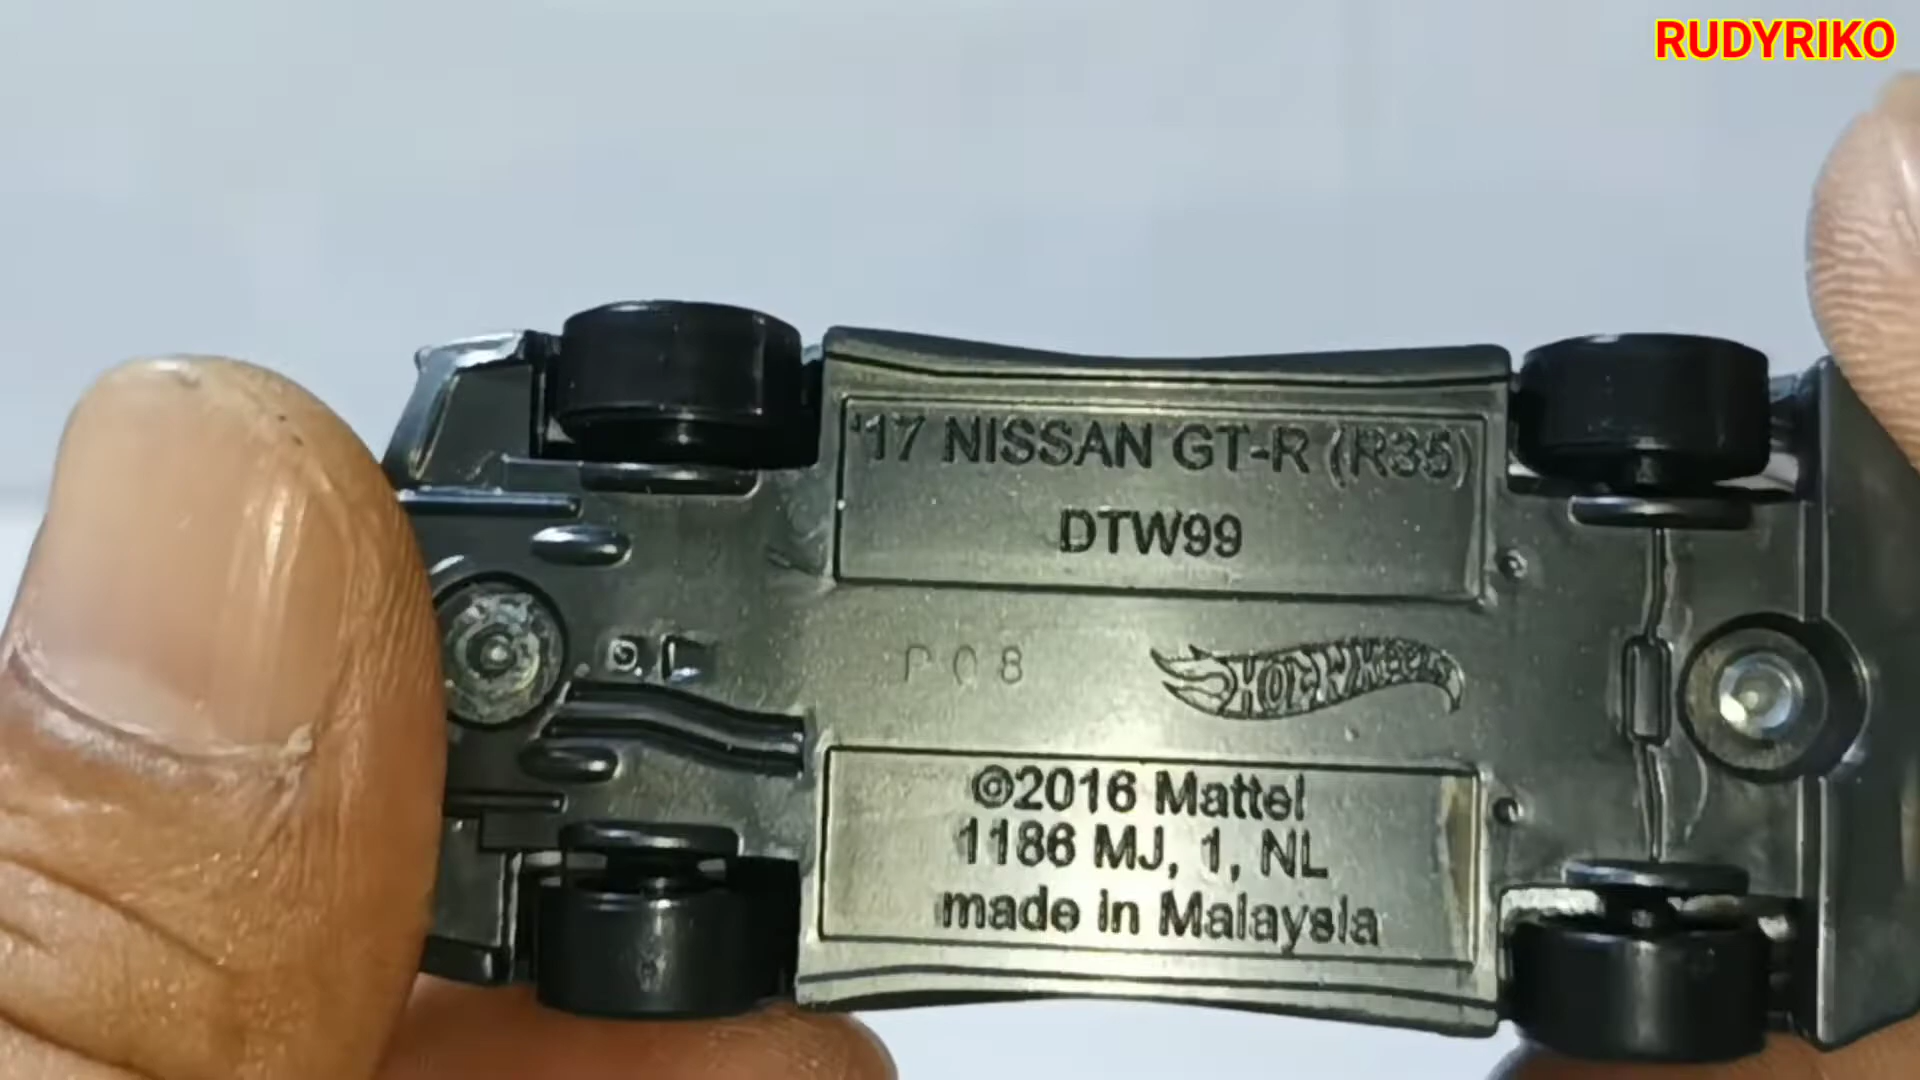 RUDYRIKO
'17 NISSAN GT-R (R35)
DTW99
P08
HOT WHEELS
©2016 Mattel
1186 MJ, 1, NL
made in Malaysia